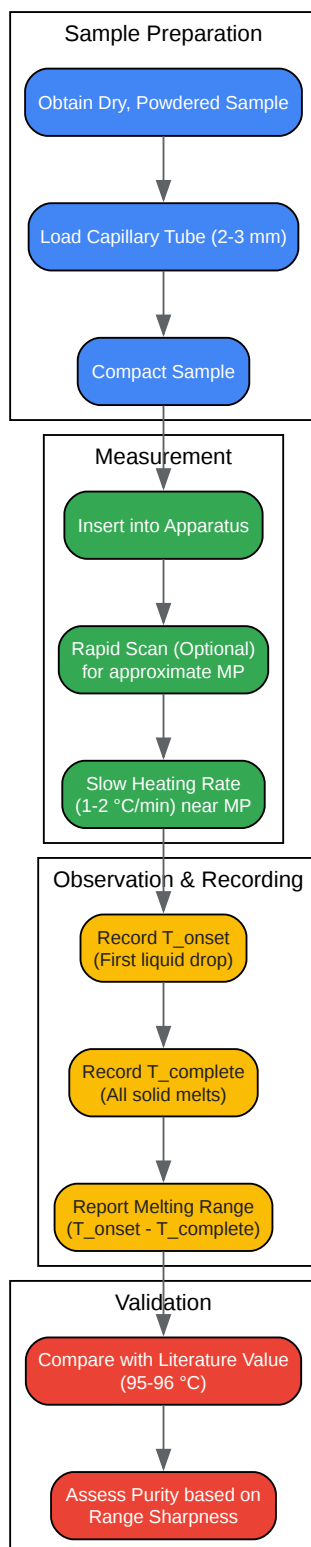 Sample Preparation
Obtain Dry, Powdered Sample
Load Capillary Tube (2-3 mm)
Compact Sample
Measurement
Insert into Apparatus
Rapid Scan (Optional)
for approximate MP
Slow Heating Rate
(1-2 °C/min) near MP
Observation & Recording
Record T_onset
(First liquid drop)
Record T_complete
(All solid melts)
Report Melting Range
(T_onset - T_complete)
Validation
Compare with Literature Value
(95-96 °C)
Assess Purity based on
Range Sharpness